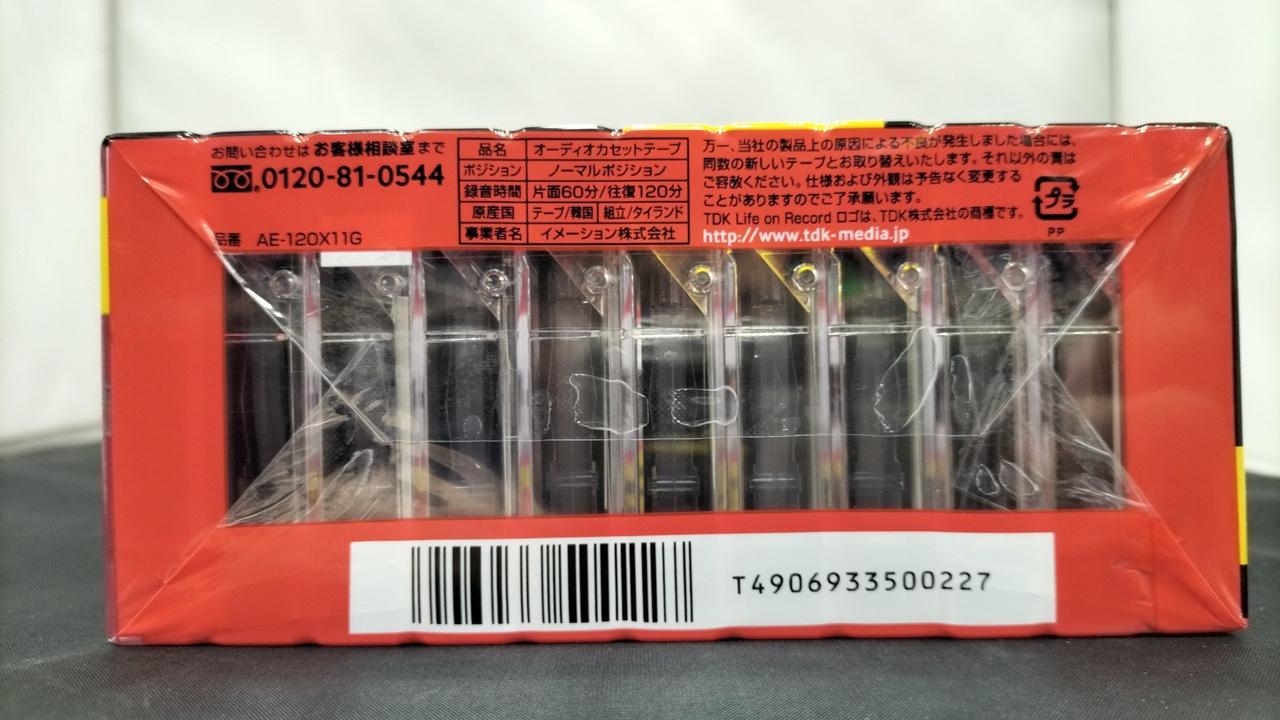 お問い合わせは お客様相談室まで
0120-81-0544
品番 AE-120X11G
品名 オーディオカセットテープ
ポジション ノーマルポジション
録音時間 片面60分/往復120分
原産国 テープ/韓国 組立/タイランド
事業者名 イメーション株式会社
万一、当社の製品上の原因による不良が発生しました場合には、
同数の新しいテープとお取り替えいたします。それ以外の責は
ご容赦ください。仕様および外観は予告なく変更する
ことがありますのでご了承願います。
TDK Life on Record ロゴは、TDK株式会社の商標です。
http://www.tdk-media.jp
プラ
PP
T4906933500227